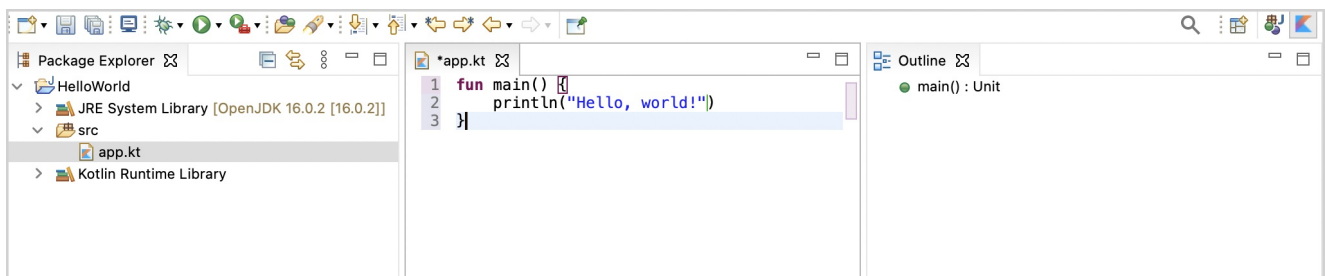 Package Explorer
HelloWorld
JRE System Library [OpenJDK 16.0.2 [16.0.2]]
src
app.kt
Kotlin Runtime Library
*app.kt
1 fun main() {
2 println("Hello, world!")
3 }
Outline
main() : Unit